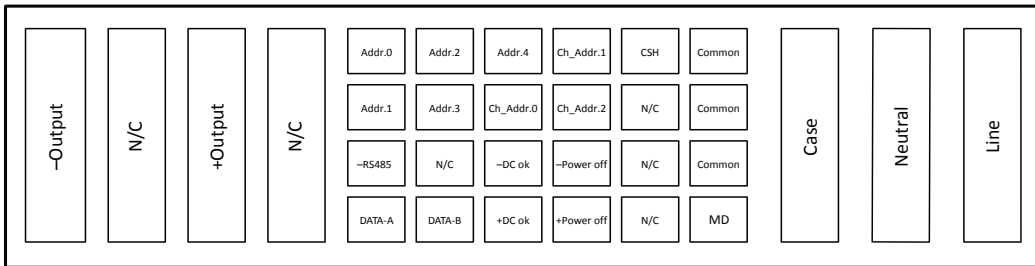 –Output
N/C
+Output
N/C
Addr.0 Addr.2 Addr.4 Ch_Addr.1 CSH Common
Addr.1 Addr.3 Ch_Addr.0 Ch_Addr.2 N/C Common
–RS485 N/C –DC ok –Power off N/C Common
DATA-A DATA-B +DC ok +Power off N/C MD
Case
Neutral
Line